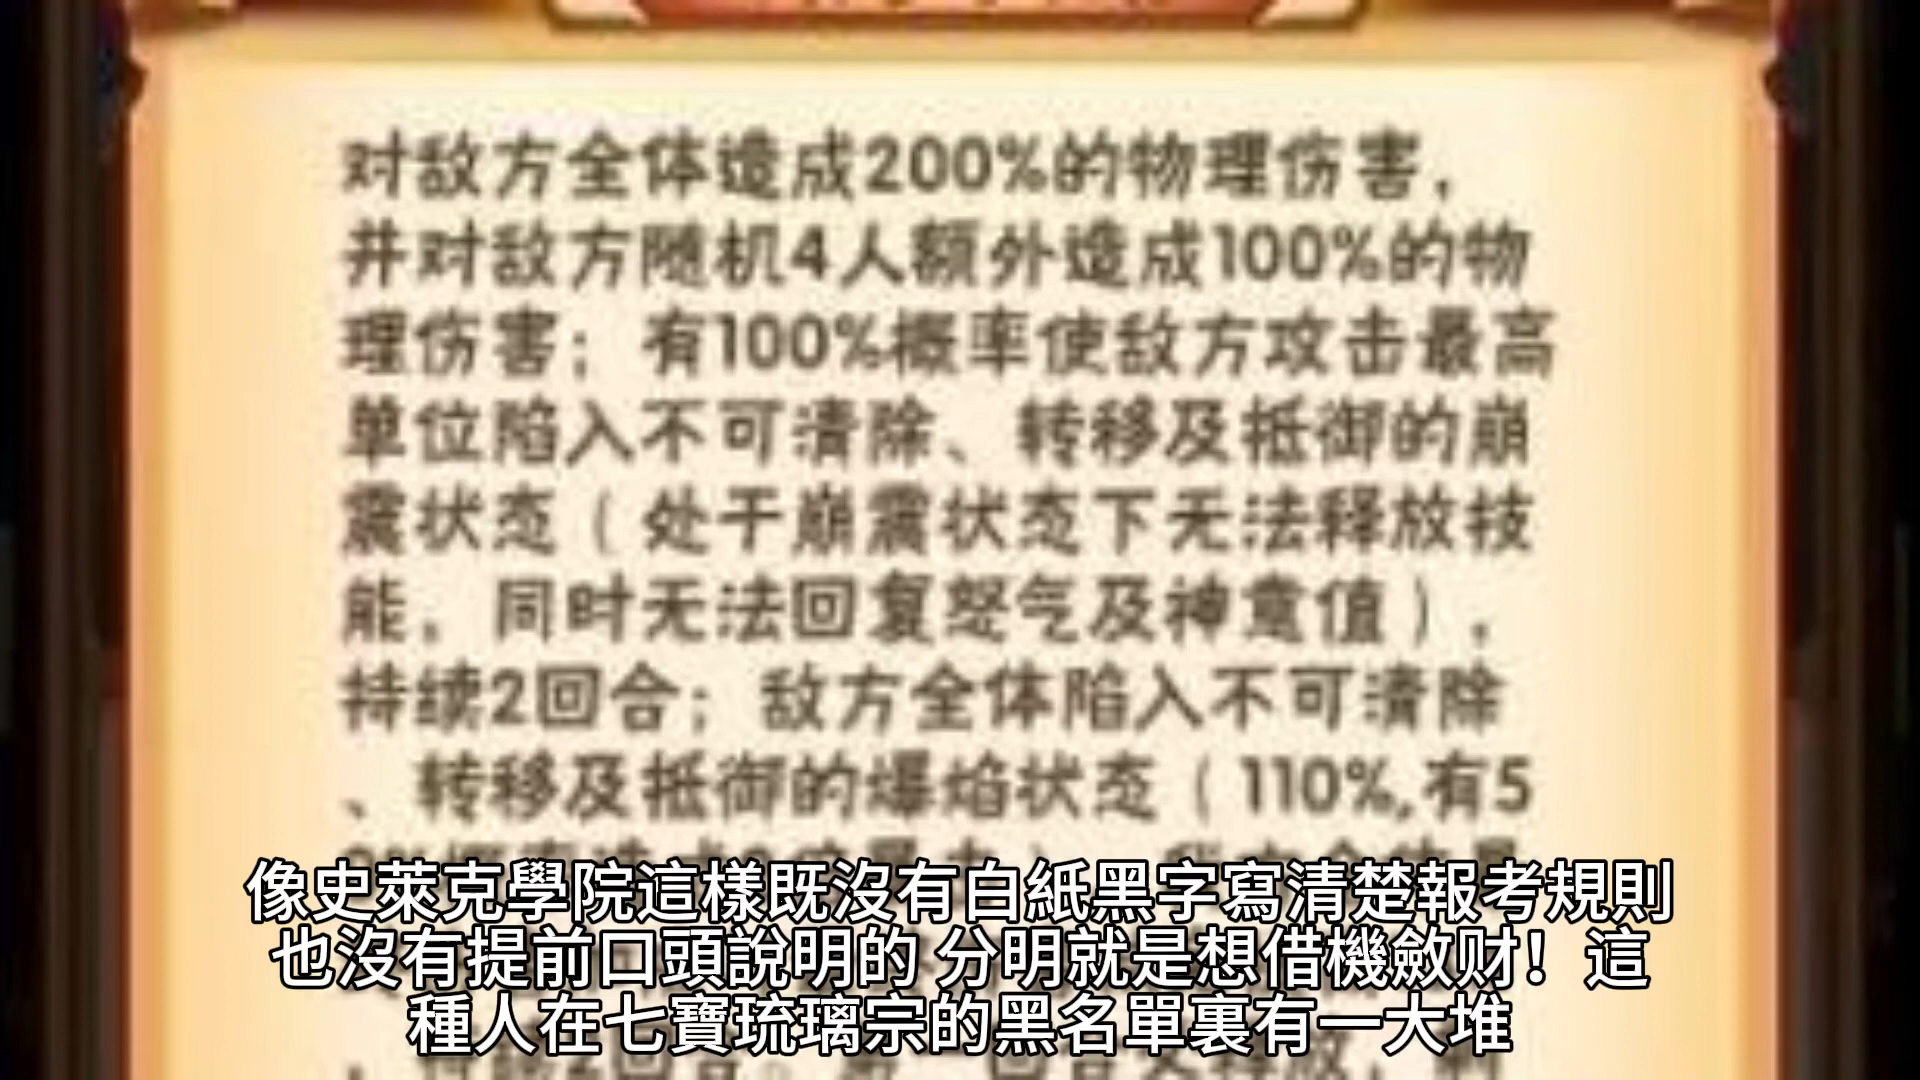 对敌方全体造成200%的物理伤害，
并对敌方随机4人额外造成100%的物
理伤害；有100%概率使敌方攻击最高
单位陷入不可清除、转移及抵御的崩
震状态（处于崩震状态下无法释放技
能，同时无法回复怒气及神意值），
持续2回合；敌方全体陷入不可清除
、转移及抵御的爆焰状态（110%,有5
像史萊克學院這樣既沒有白紙黑字寫清楚報考規則
也沒有提前口頭說明的 分明就是想借機斂财！這
種人在七寶琉璃宗的黑名單裏有一大堆